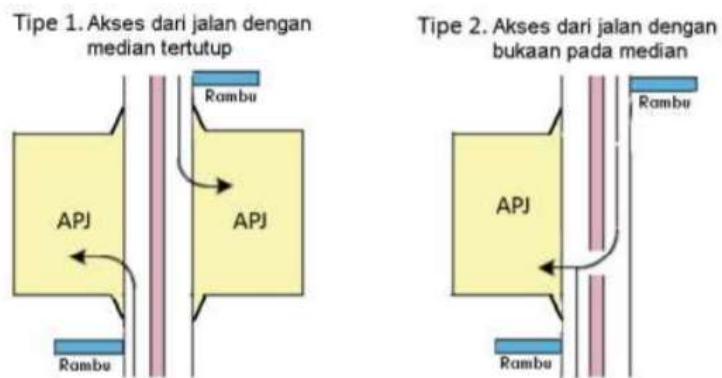 Tipe 1. Akses dari jalan dengan
median tertutup
Rambu
APJ
APJ
Rambu
Tipe 2. Akses dari jalan dengan
bukaan pada median
Rambu
APJ
Rambu